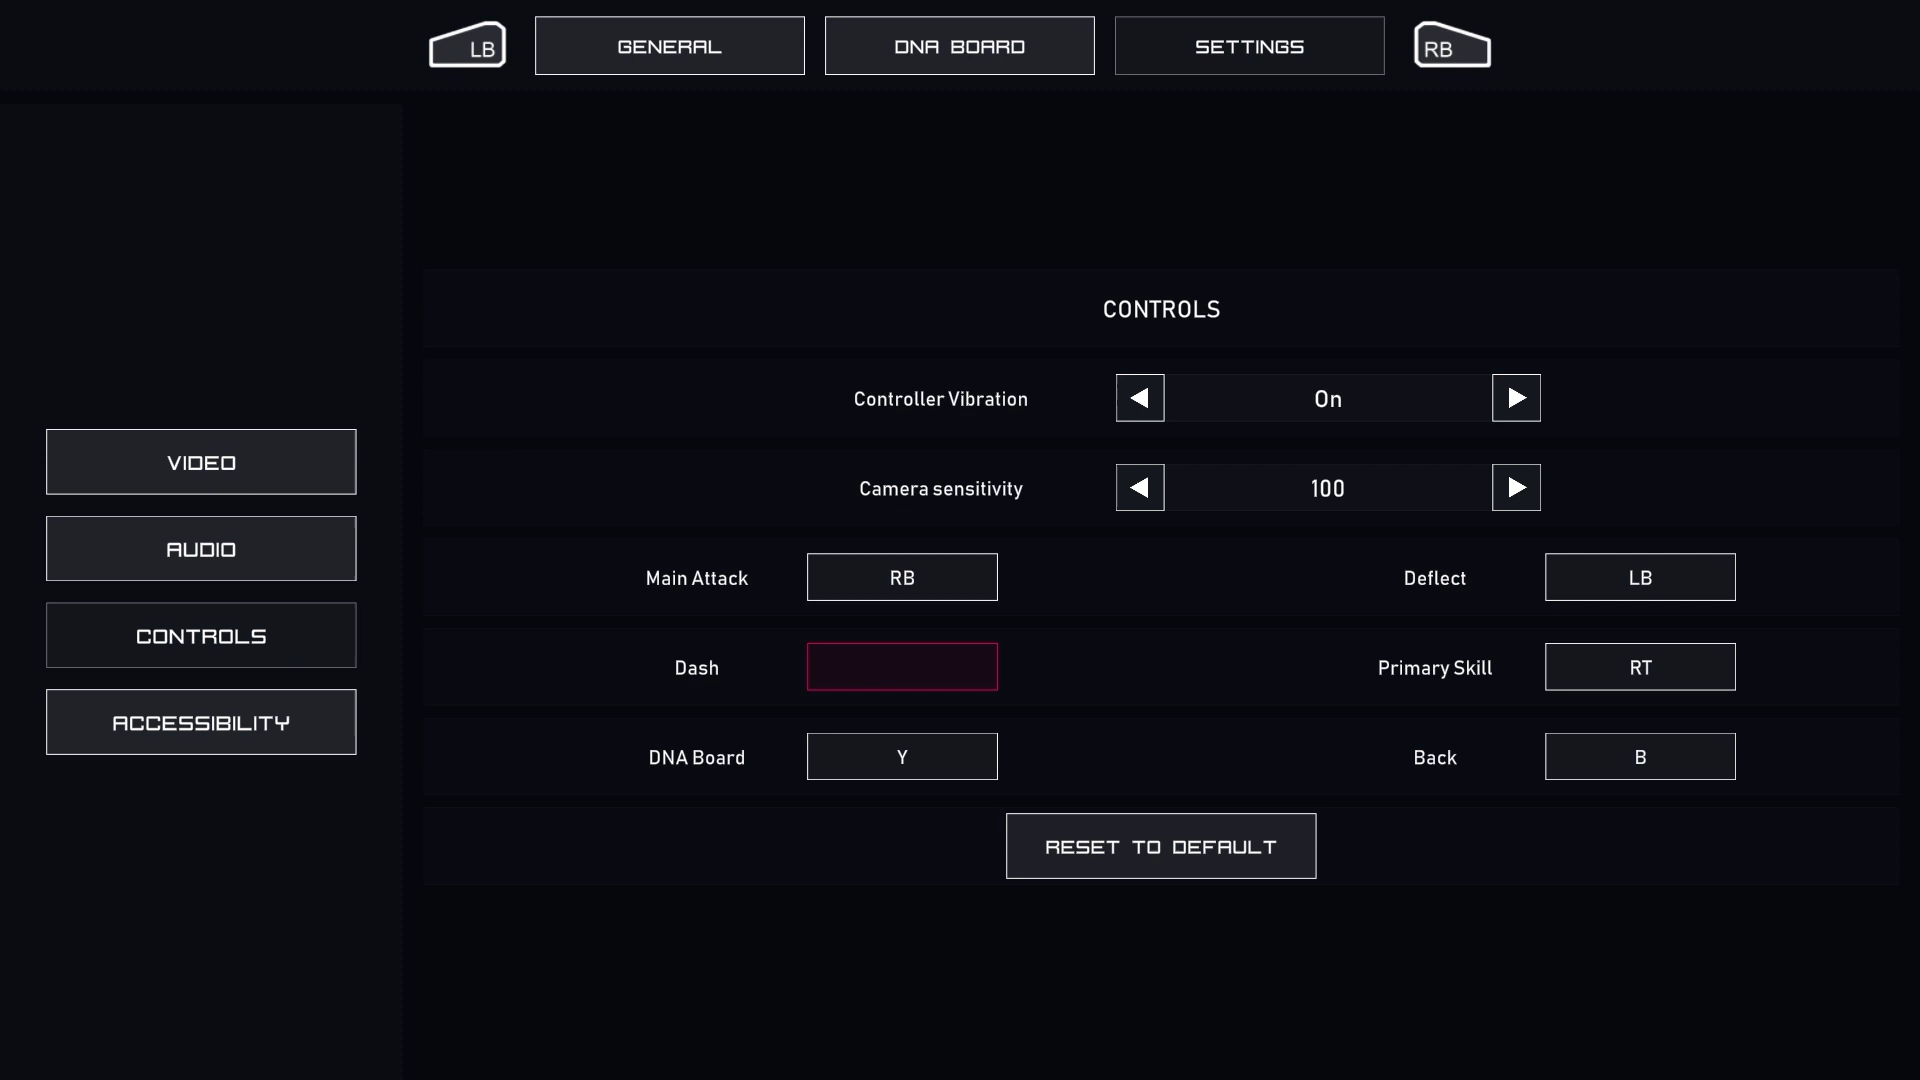 LB GENERAL DNA BOARD SETTINGS RB
VIDEO
AUDIO
CONTROLS
ACCESSIBILITY
CONTROLS
Controller Vibration On
Camera sensitivity 100
Main Attack RB Deflect LB
Dash Primary Skill RT
DNA Board Y Back B
RESET TO DEFAULT